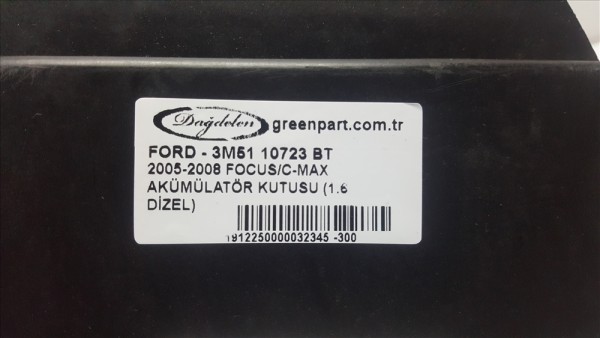 Dağdelen greenpart.com.tr
FORD - 3M51 10723 BT
2005-2008 FOCUS/C-MAX
AKÜMÜLATÖR KUTUSU (1.6
DİZEL)
1912250000032345 -300